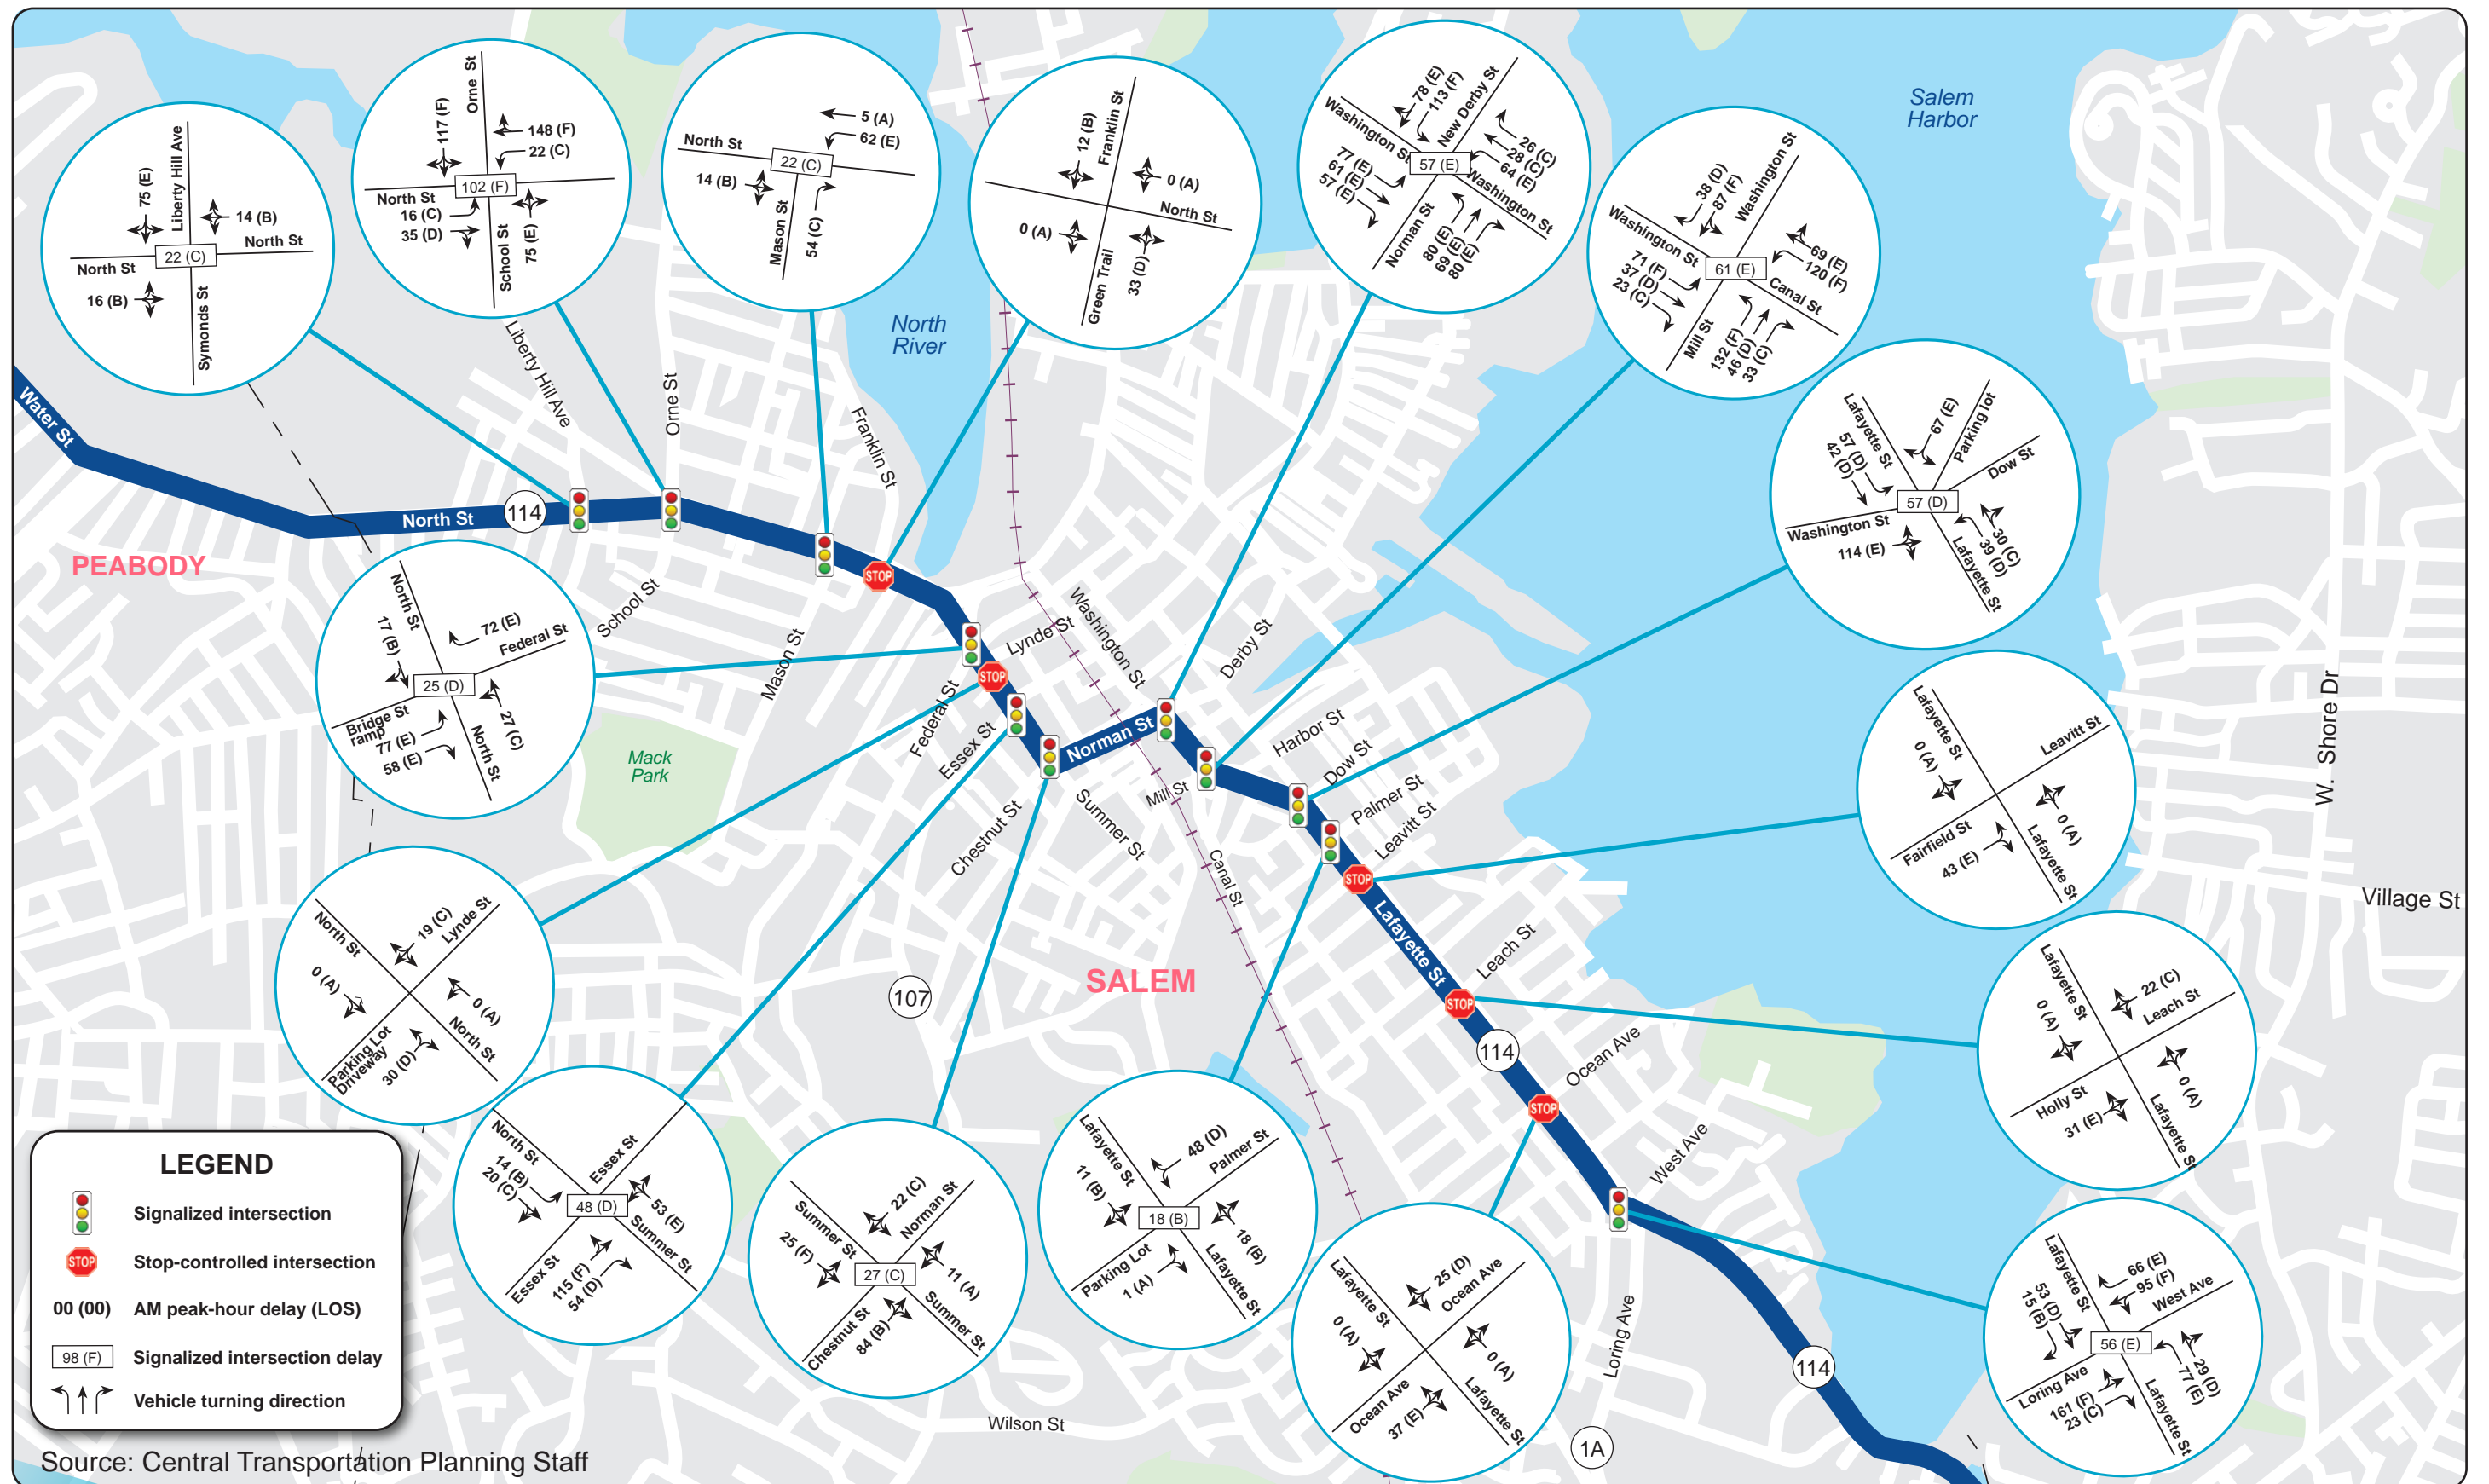 Liberty Hill Ave
75 (E)
14 (B)
North St
22 (C)
North St
16 (B)
Symonds St
Orne St
117 (F)
148 (F)
22 (C)
102 (F)
North St
16 (C)
35 (D)
School St
75 (E)
5 (A)
62 (E)
North St
22 (C)
14 (B)
Mason St
54 (C)
12 (B)
Franklin St
0 (A)
North St
0 (A)
Green Trail
33 (D)
78 (E)
113 (F)
New Derby St
Washington St
26 (C)
28 (C)
64 (E)
57 (E)
77 (E)
61 (E)
57 (E)
Washington St
Norman St
80 (E)
69 (E)
80 (E)
38 (D)
87 (F)
Washington St
Washington St
69 (E)
120 (F)
61 (E)
71 (F)
37 (D)
23 (C)
Canal St
Mill St
132 (F)
46 (D)
33 (C)
Lafayette St
67 (E)
Parking lot
Dow St
57 (D)
42 (D)
57 (D)
Washington St
114 (E)
30 (C)
39 (D)
Lafayette St
Salem
Harbor
North
River
Water St
Liberty Hill Ave
Orne St
Franklin St
North St
114
PEABODY
STOP
School St
Mason St
Mack
Park
Federal St
Lynde St
STOP
Essex St
Washington St
Derby St
Norman St
Harbor St
Dow St
Mill St
Palmer St
Leavitt St
Chestnut St
Summer St
Canal St
STOP
Lafayette St
SALEM
107
Leach St
STOP
114
Ocean Ave
STOP
West Ave
W. Shore Dr
Village St
Loring Ave
114
1A
Wilson St
North St
17 (B)
72 (E)
Federal St
25 (D)
Bridge St
ramp
77 (E)
58 (E)
27 (C)
North St
North St
19 (C)
Lynde St
0 (A)
0 (A)
North St
Parking Lot
Driveway
30 (D)
North St
14 (B)
20 (C)
Essex St
48 (D)
53 (E)
Summer St
Essex St
115 (F)
54 (D)
Summer St
25 (F)
22 (C)
Norman St
27 (C)
11 (A)
Summer St
Chestnut St
84 (B)
Lafayette St
11 (B)
48 (D)
Palmer St
18 (B)
18 (B)
Lafayette St
Parking Lot
1 (A)
Lafayette St
0 (A)
25 (D)
Ocean Ave
0 (A)
Lafayette St
Ocean Ave
37 (E)
Lafayette St
0 (A)
Leavitt St
0 (A)
Fairfield St
43 (E)
Lafayette St
Lafayette St
0 (A)
22 (C)
Leach St
0 (A)
Holly St
31 (E)
Lafayette St
Lafayette St
66 (E)
95 (F)
West Ave
53 (D)
15 (B)
56 (E)
29 (D)
77 (E)
Loring Ave
161 (F)
23 (C)
Lafayette St
LEGEND
Signalized intersection
STOP
Stop-controlled intersection
00 (00)
AM peak-hour delay (LOS)
98 (F)
Signalized intersection delay
Vehicle turning direction
Source: Central Transportation Planning Staff